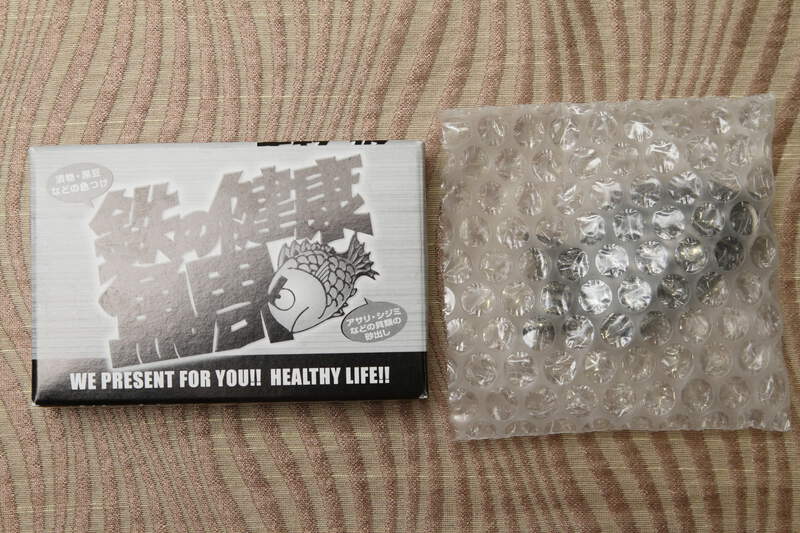 漬物・黒豆
などの色づけ
鉄の健康
アサリ・シジミ
などの貝類の
砂出し
WE PRESENT FOR YOU!! HEALTHY LIFE!!